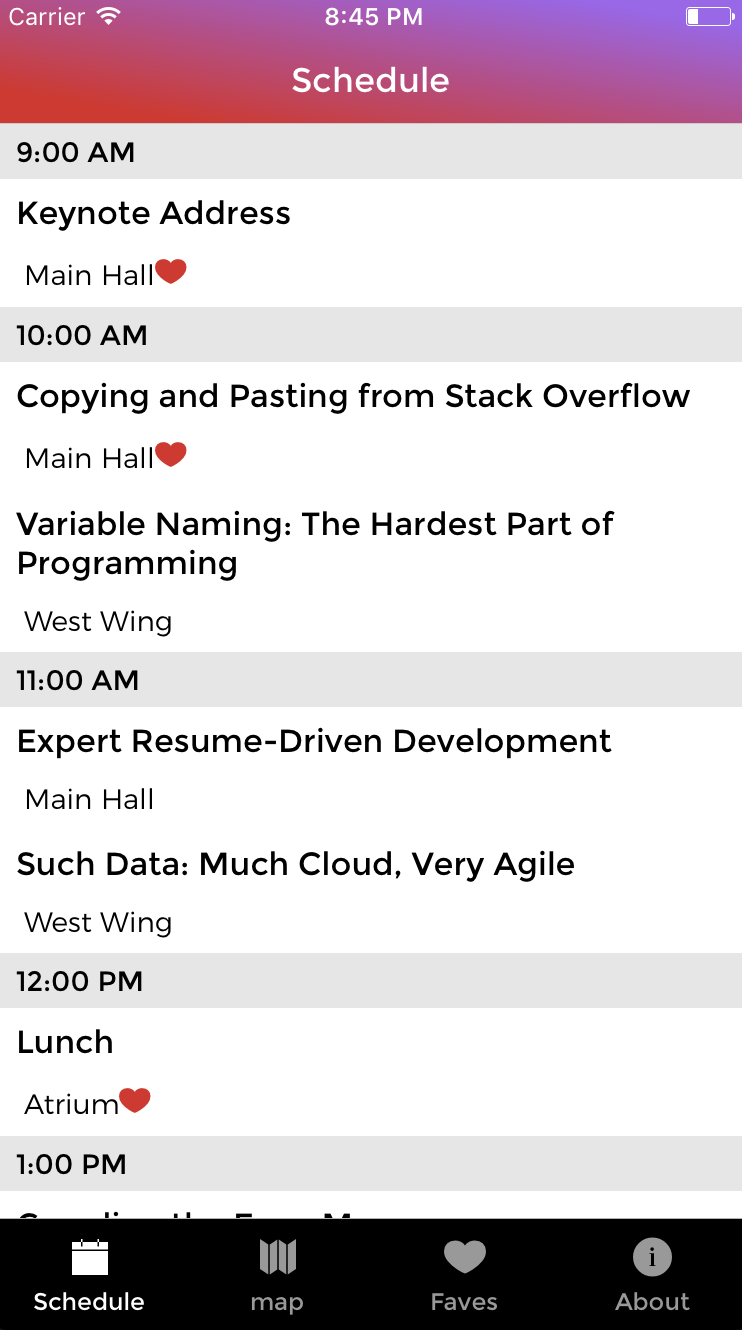 Carrier 8:45 PM
Schedule
9:00 AM
Keynote Address
Main Hall
10:00 AM
Copying and Pasting from Stack Overflow
Main Hall
Variable Naming: The Hardest Part of
Programming
West Wing
11:00 AM
Expert Resume-Driven Development
Main Hall
Such Data: Much Cloud, Very Agile
West Wing
12:00 PM
Lunch
Atrium
1:00 PM
Schedule map Faves About